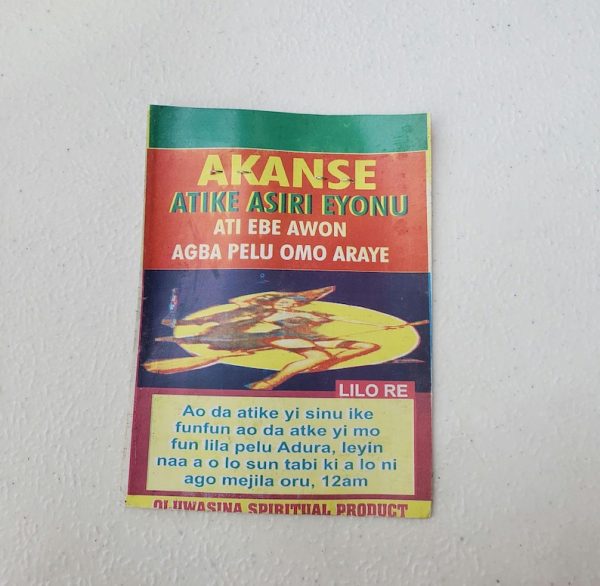 AKANSE
ATIKE ASIRI EYONU
ATI EBE AWON
AGBA PELU OMO ARAYE
LILO RE
Ao da atike yi sinu ike
funfun ao da atke yi mo
fun lila pelu Adura, leyin
naa a o lo sun tabi ki a lo ni
ago mejila oru, 12am
OLUWASINA SPIRITUAL PRODUCT